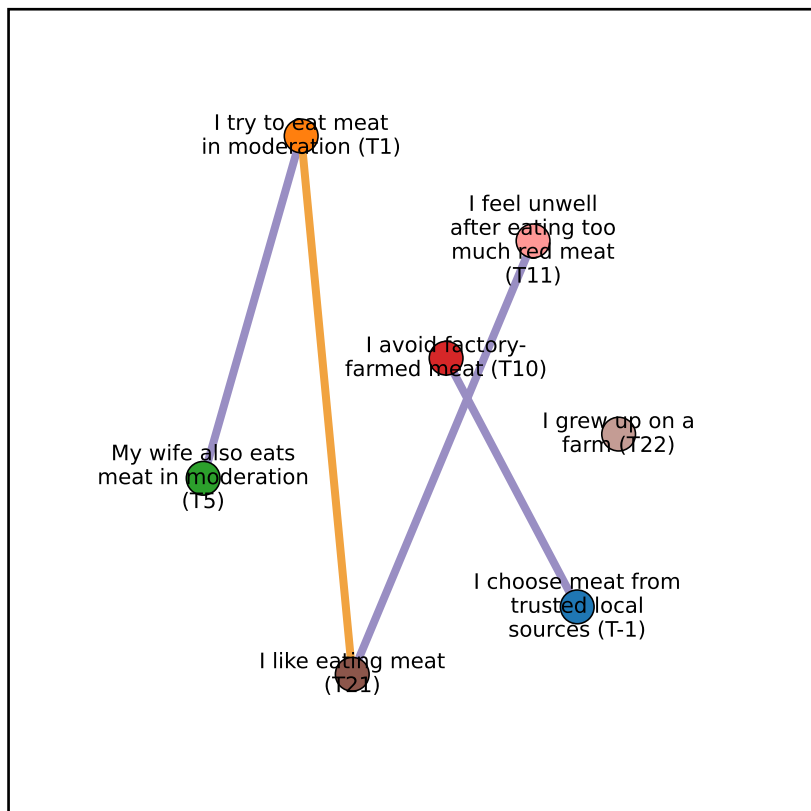 I try to eat meat
in moderation (T1)
I feel unwell
after eating too
much red meat
(T11)
I avoid factory-
farmed meat (T10)
I grew up on a
farm (T22)
My wife also eats
meat in moderation
(T5)
I choose meat from
trusted local
sources (T-1)
I like eating meat
(T21)